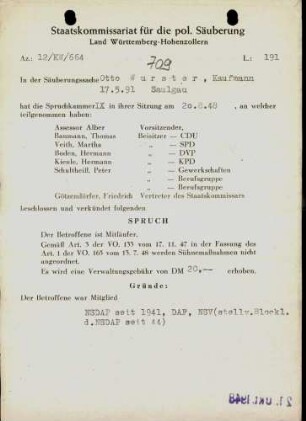 Staatskommissariat für die pol. Säuberung
Land Württemberg-Hohenzollern
Az.: 12/XV/664
709
L.: 191
In der Säuberungssache Otto Wurster, Kaufmann
17.5.91 Saulgau
hat die Spruchkammer IX in ihrer Sitzung am 20.8.48, an welcher
teilgenommen haben:
Assessor Alber Vorsitzender,
Baumann, Thomas Beisitzer — CDU
Veith, Martha „ — SPD
Boden, Hermann „ — DVP
Kienle, Hermann „ — KPD
Schultheiß, Peter „ — Gewerkschaften
„ — Berufsgruppe
„ — Berufsgruppe
Götzendörfer, Friedrich Vertreter des Staatskommissars
beschlossen und verkündet folgenden
SPRUCH
Der Betroffene ist Mitläufer.
Gemäß Art. 3 der VO. 133 vom 17. 11. 47 in der Fassung des
Art. 1 der VO. 165 vom 13. 7. 48 werden Sühnemaßnahmen nicht
angeordnet.
Es wird eine Verwaltungsgebühr von DM 20,-- erhoben.
Gründe:
Der Betroffene war Mitglied
NSDAP seit 1941, DAF, NSV(stellv.Blockl.
d.NSDAP seit 44)
21. OKT. 1948